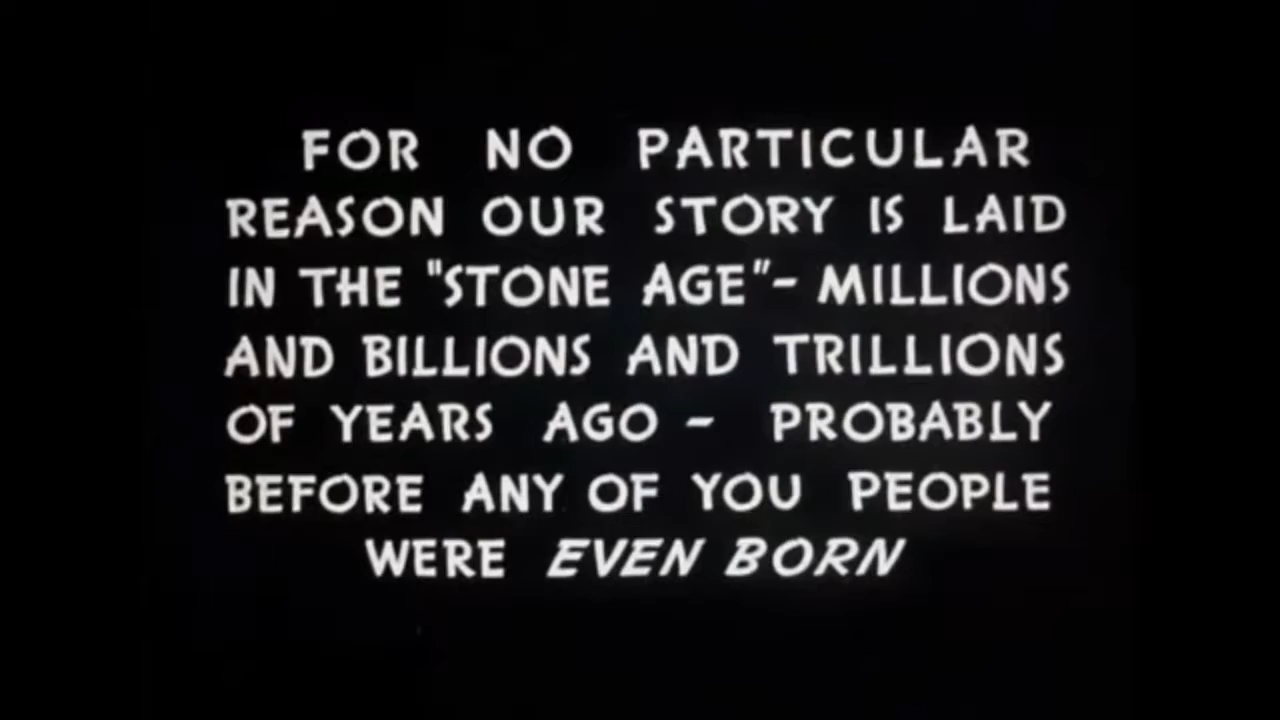 FOR NO PARTICULAR
REASON OUR STORY IS LAID
IN THE "STONE AGE"- MILLIONS
AND BILLIONS AND TRILLIONS
OF YEARS AGO - PROBABLY
BEFORE ANY OF YOU PEOPLE
WERE EVEN BORN